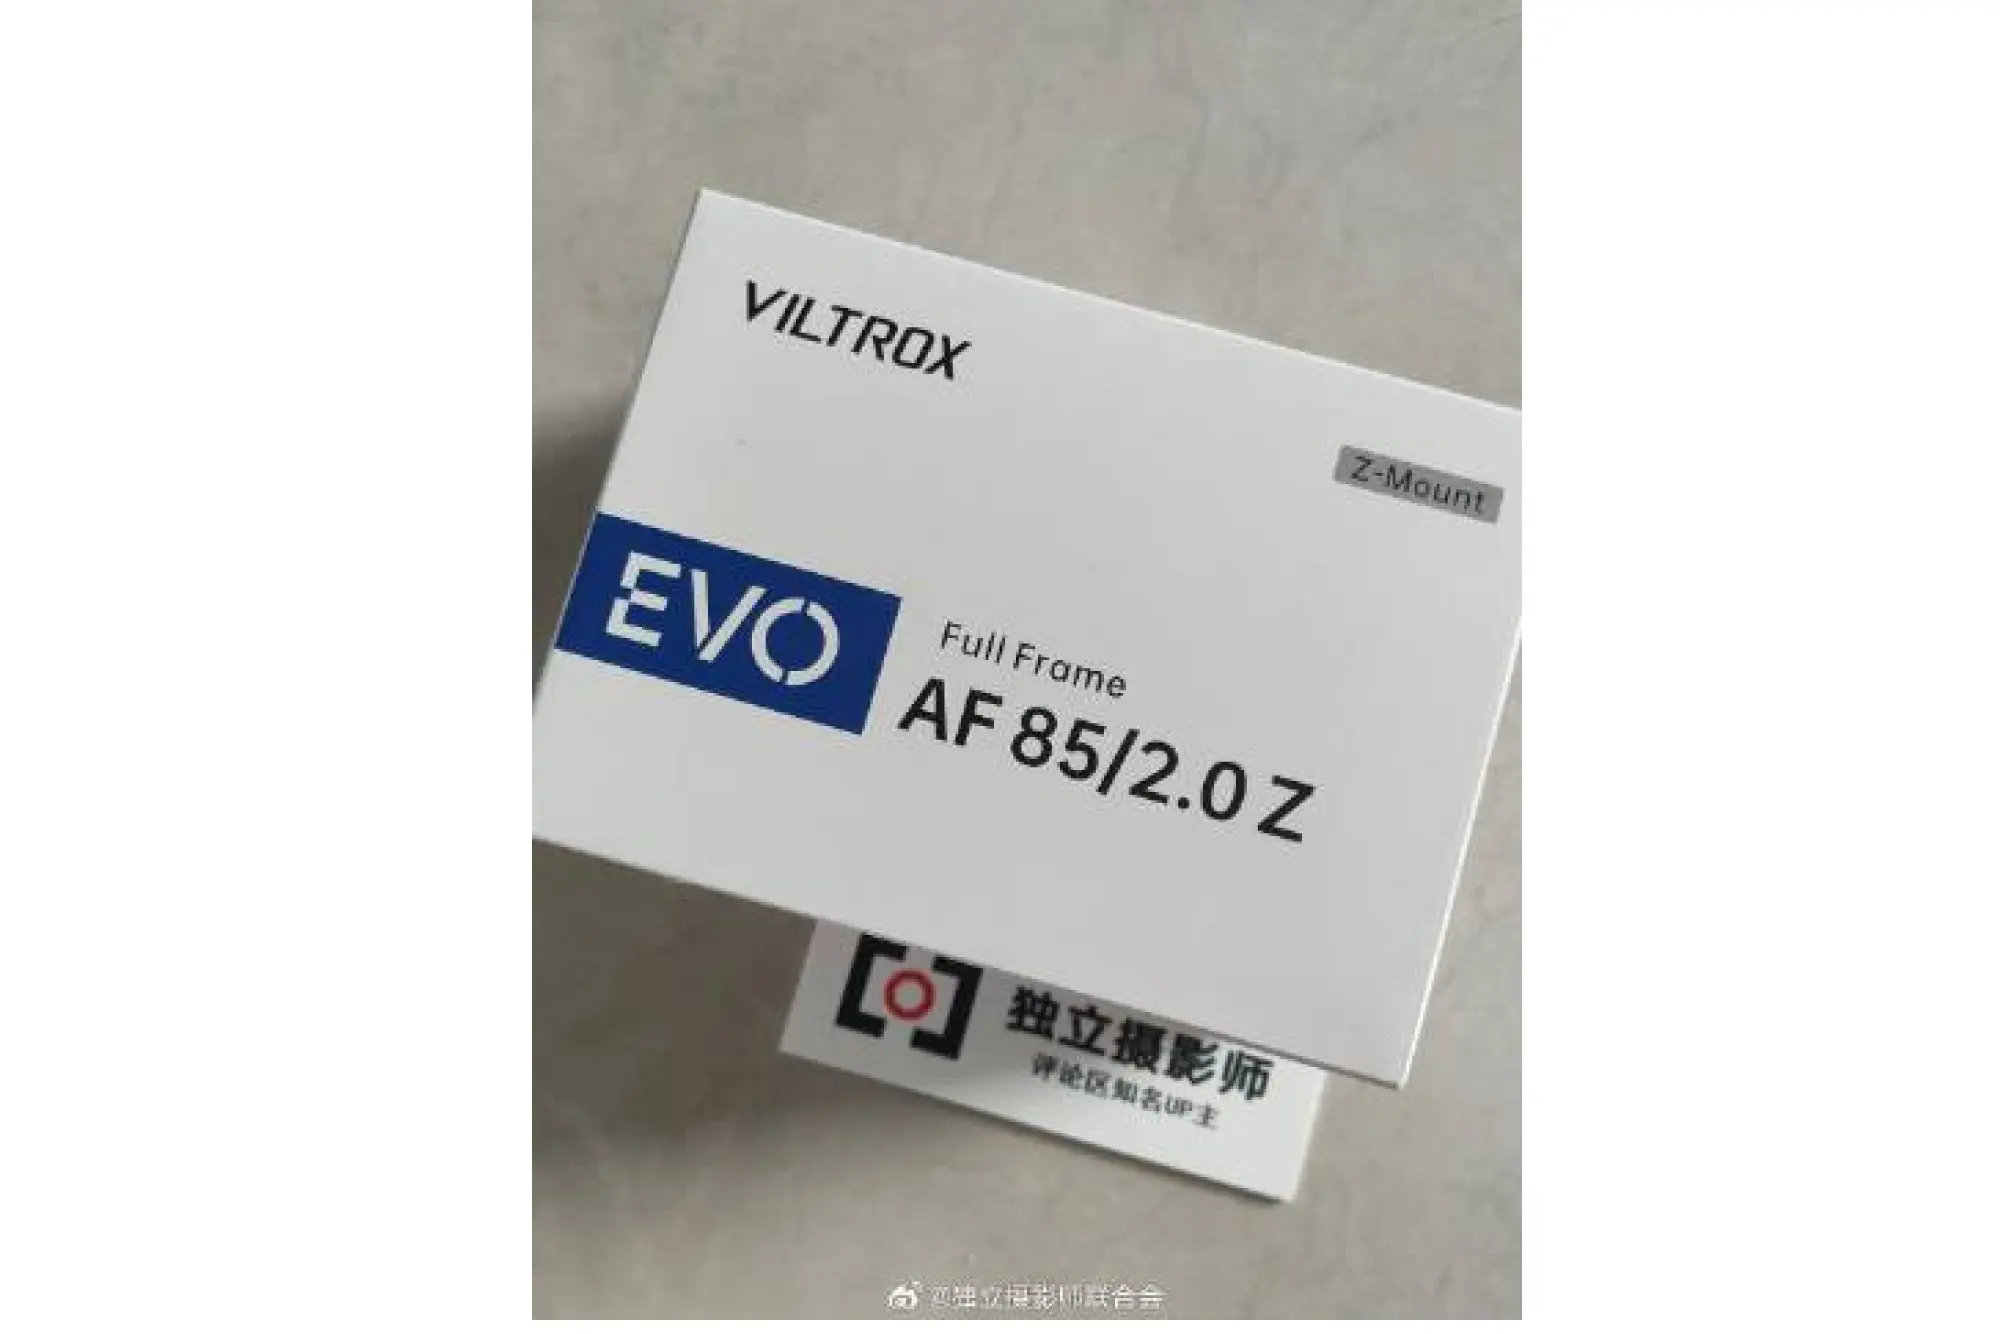 VILTROX
Z-Mount
EVO
Full Frame
AF 85/2.0 Z
独立摄影师
评论区知名UP主
@独立摄影师联合会